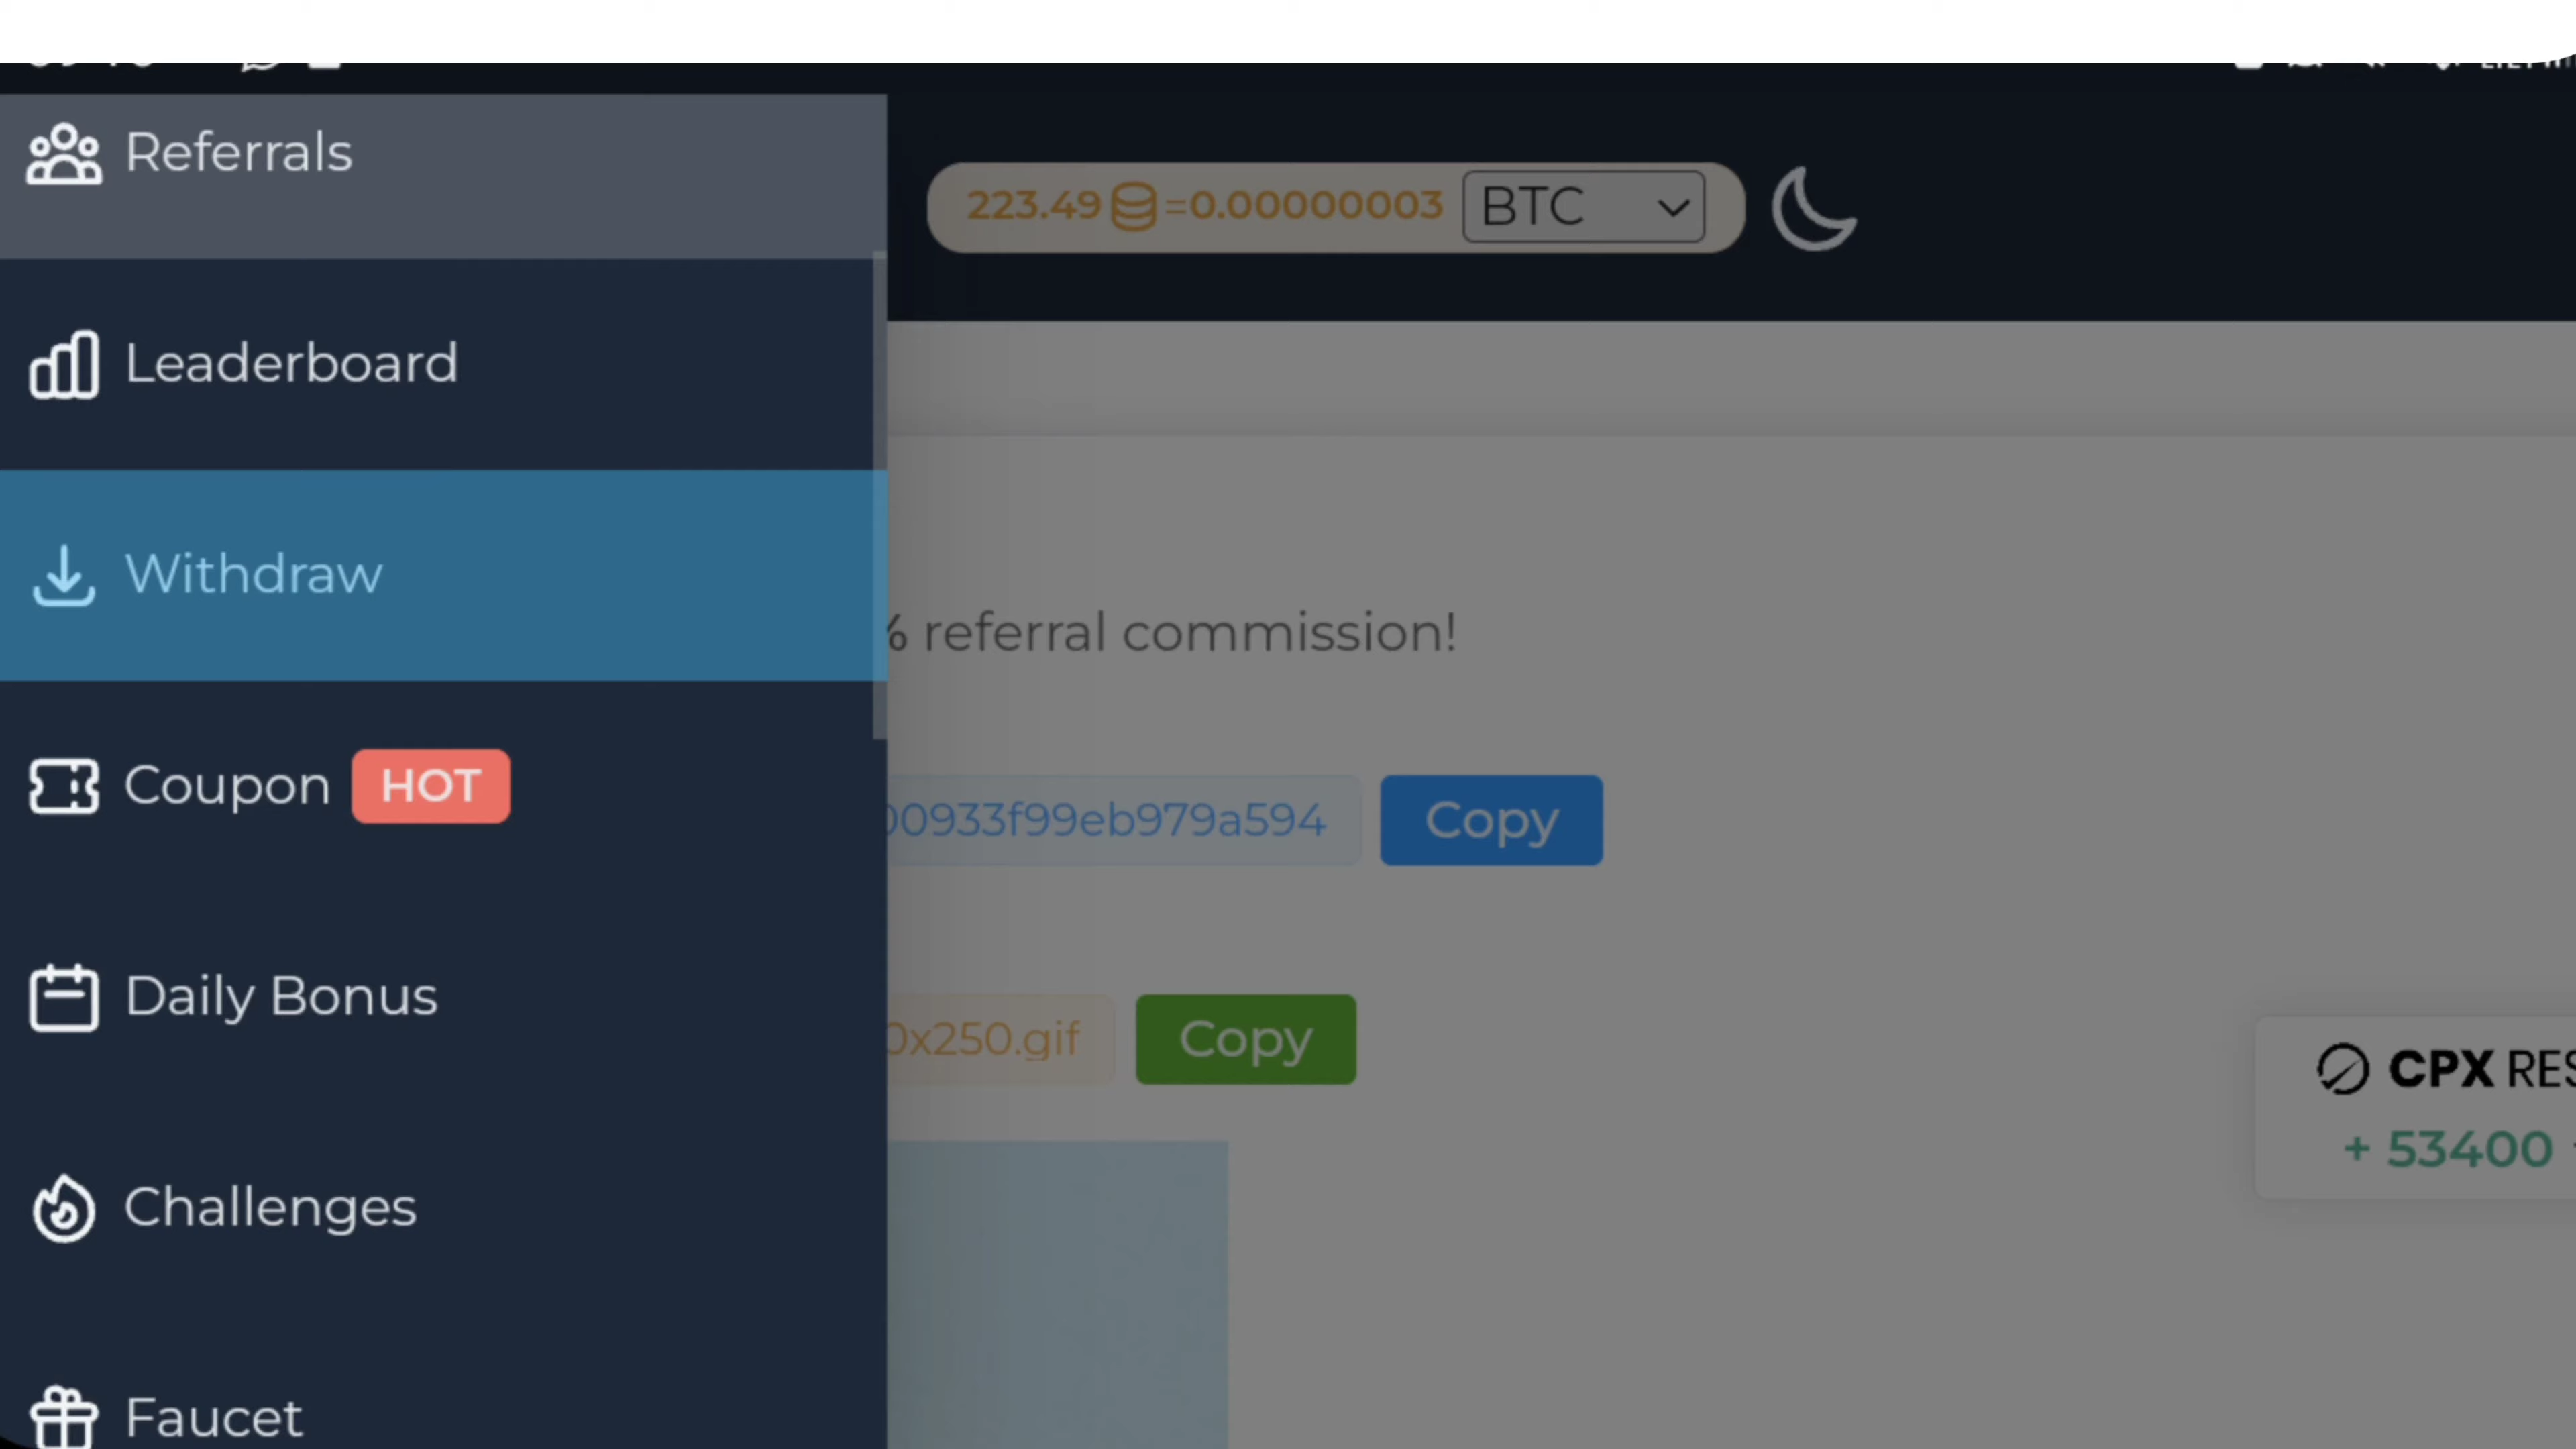 Referrals
Leaderboard
Withdraw
Coupon HOT
Daily Bonus
Challenges
Faucet
223.49 =0.00000003 BTC
% referral commission!
00933f99eb979a594 Copy
0x250.gif Copy
CPX RES
+ 53400